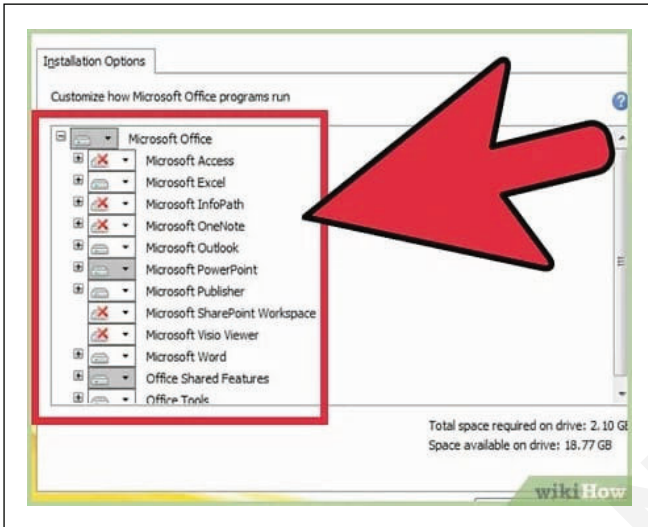 Installation Options
Customize how Microsoft Office programs run
Microsoft Office
Microsoft Access
Microsoft Excel
Microsoft InfoPath
Microsoft OneNote
Microsoft Outlook
Microsoft PowerPoint
Microsoft Publisher
Microsoft SharePoint Workspace
Microsoft Visio Viewer
Microsoft Word
Office Shared Features
Office Tools
Total space required on drive: 2.10 GB
Space available on drive: 18.77 GB
wikiHow